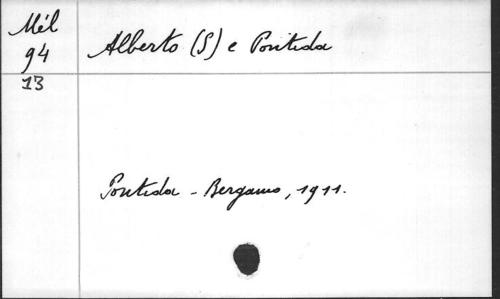 Mél
94
13
Alberto (S) e Pontida
Pontida - Bergamo, 1911.